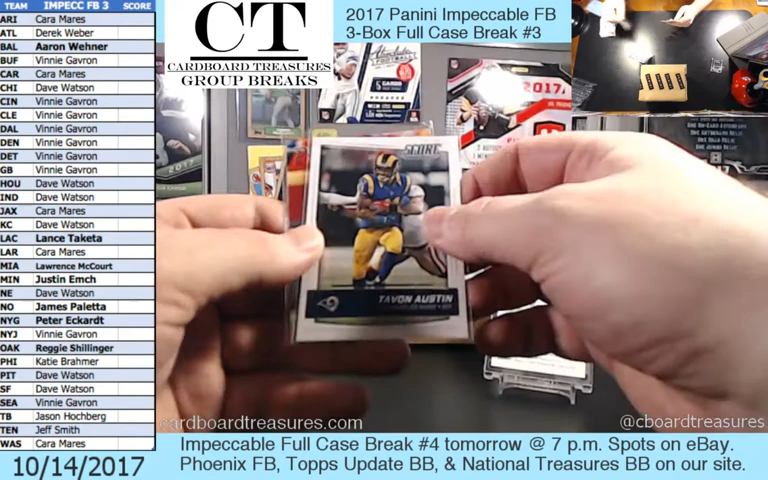 TEAM IMPECC FB 3 SCORE
ARI Cara Mares
ATL Derek Weber
BAL Aaron Wehner
BUF Vinnie Gavron
CAR Cara Mares
CHI Dave Watson
CIN Vinnie Gavron
CLE Vinnie Gavron
DAL Vinnie Gavron
DEN Vinnie Gavron
DET Vinnie Gavron
GB Vinnie Gavron
HOU Dave Watson
IND Dave Watson
JAX Cara Mares
KC Dave Watson
LAC Lance Taketa
LAR Cara Mares
MIA Lawrence McCourt
MIN Justin Emch
NE Dave Watson
NO James Paletta
NYG Peter Eckardt
NYJ Vinnie Gavron
OAK Reggie Shillinger
PHI Katie Brahmer
PIT Dave Watson
SF Dave Watson
SEA Vinnie Gavron
TB Jason Hochberg
TEN Jeff Smith
WAS Cara Mares
10/14/2017
CT
CARDBOARD TREASURES
GROUP BREAKS
2017 Panini Impeccable FB
3-Box Full Case Break #3
Absolute
FOOTBALL
2017
2017
SCORE
TAVON AUSTIN
cardboardtreasures.com
@cboardtreasures
Impeccable Full Case Break #4 tomorrow @ 7 p.m. Spots on eBay.
Phoenix FB, Topps Update BB, & National Treasures BB on our site.